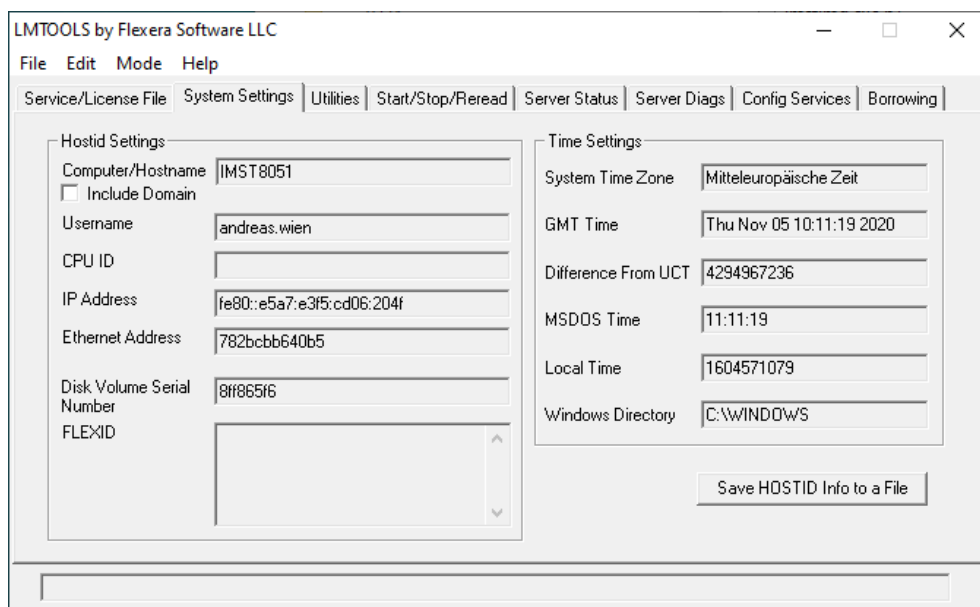 LMTOOLS by Flexera Software LLC
File Edit Mode Help
Service/License File System Settings Utilities Start/Stop/Reread Server Status Server Diags Config Services Borrowing
Hostid Settings
Computer/Hostname IMST8051
Include Domain
Username andreas.wien
CPU ID
IP Address fe80::e5a7:e3f5:cd06:204f
Ethernet Address 782bcbb640b5
Disk Volume Serial Number 8ff865f6
FLEXID
Time Settings
System Time Zone Mitteleuropäische Zeit
GMT Time Thu Nov 05 10:11:19 2020
Difference From UCT 4294967236
MSDOS Time 11:11:19
Local Time 1604571079
Windows Directory C:\WINDOWS
Save HOSTID Info to a File